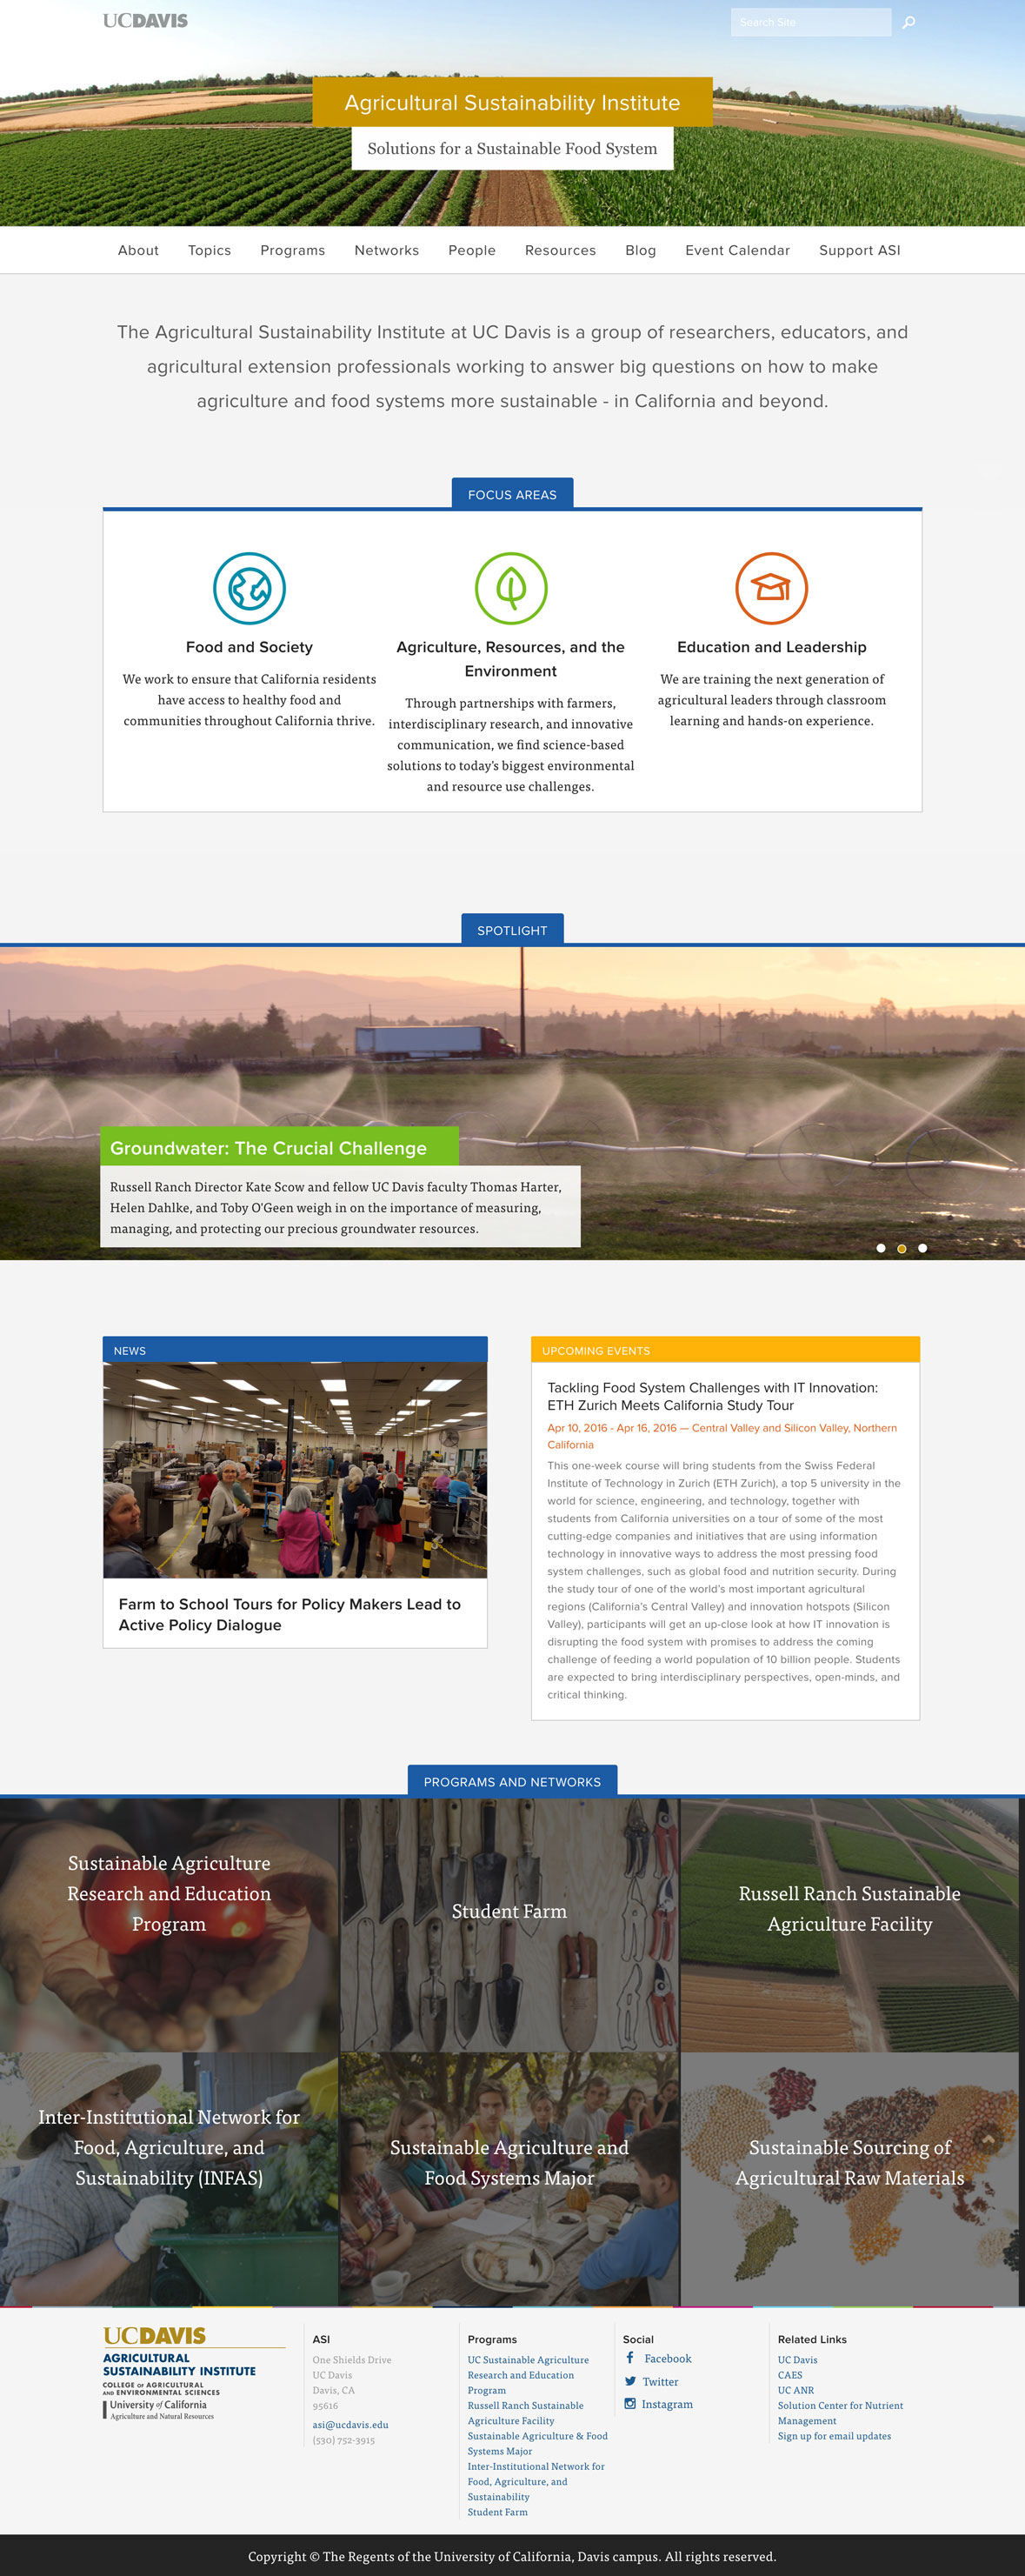 UCDAVIS
Search Site
Agricultural Sustainability Institute
Solutions for a Sustainable Food System
About Topics Programs Networks People Resources Blog Event Calendar Support ASI
The Agricultural Sustainability Institute at UC Davis is a group of researchers, educators, and
agricultural extension professionals working to answer big questions on how to make
agriculture and food systems more sustainable - in California and beyond.
FOCUS AREAS
Food and Society
We work to ensure that California residents
have access to healthy food and
communities throughout California thrive.
Agriculture, Resources, and the
Environment
Through partnerships with farmers,
interdisciplinary research, and innovative
communication, we find science-based
solutions to today's biggest environmental
and resource use challenges.
Education and Leadership
We are training the next generation of
agricultural leaders through classroom
learning and hands-on experience.
SPOTLIGHT
Groundwater: The Crucial Challenge
Russell Ranch Director Kate Scow and fellow UC Davis faculty Thomas Harter,
Helen Dahlke, and Toby O'Geen weigh in on the importance of measuring,
managing, and protecting our precious groundwater resources.
NEWS
Farm to School Tours for Policy Makers Lead to
Active Policy Dialogue
UPCOMING EVENTS
Tackling Food System Challenges with IT Innovation:
ETH Zurich Meets California Study Tour
Apr 10, 2016 - Apr 16, 2016 — Central Valley and Silicon Valley, Northern
California
This one-week course will bring students from the Swiss Federal
Institute of Technology in Zurich (ETH Zurich), a top 5 university in the
world for science, engineering, and technology, together with
students from California universities on a tour of some of the most
cutting-edge companies and initiatives that are using information
technology in innovative ways to address the most pressing food
system challenges, such as global food and nutrition security. During
the study tour of one of the world's most important agricultural
regions (California's Central Valley) and innovation hotspots (Silicon
Valley), participants will get an up-close look at how IT innovation is
disrupting the food system with promises to address the coming
challenge of feeding a world population of 10 billion people. Students
are expected to bring interdisciplinary perspectives, open-minds, and
critical thinking.
PROGRAMS AND NETWORKS
Sustainable Agriculture
Research and Education
Program
Student Farm
Russell Ranch Sustainable
Agriculture Facility
Inter-Institutional Network for
Food, Agriculture, and
Sustainability (INFAS)
Sustainable Agriculture and
Food Systems Major
Sustainable Sourcing of
Agricultural Raw Materials
UCDAVIS
AGRICULTURAL
SUSTAINABILITY INSTITUTE
COLLEGE OF AGRICULTURAL
AND ENVIRONMENTAL SCIENCES
University of California
Agriculture and Natural Resources
ASI
One Shields Drive
UC Davis
Davis, CA
95616
asi@ucdavis.edu
(530) 752-3915
Programs
UC Sustainable Agriculture
Research and Education
Program
Russell Ranch Sustainable
Agriculture Facility
Sustainable Agriculture & Food
Systems Major
Inter-Institutional Network for
Food, Agriculture, and
Sustainability
Student Farm
Social
Facebook
Twitter
Instagram
Related Links
UC Davis
CAES
UC ANR
Solution Center for Nutrient
Management
Sign up for email updates
Copyright © The Regents of the University of California, Davis campus. All rights reserved.